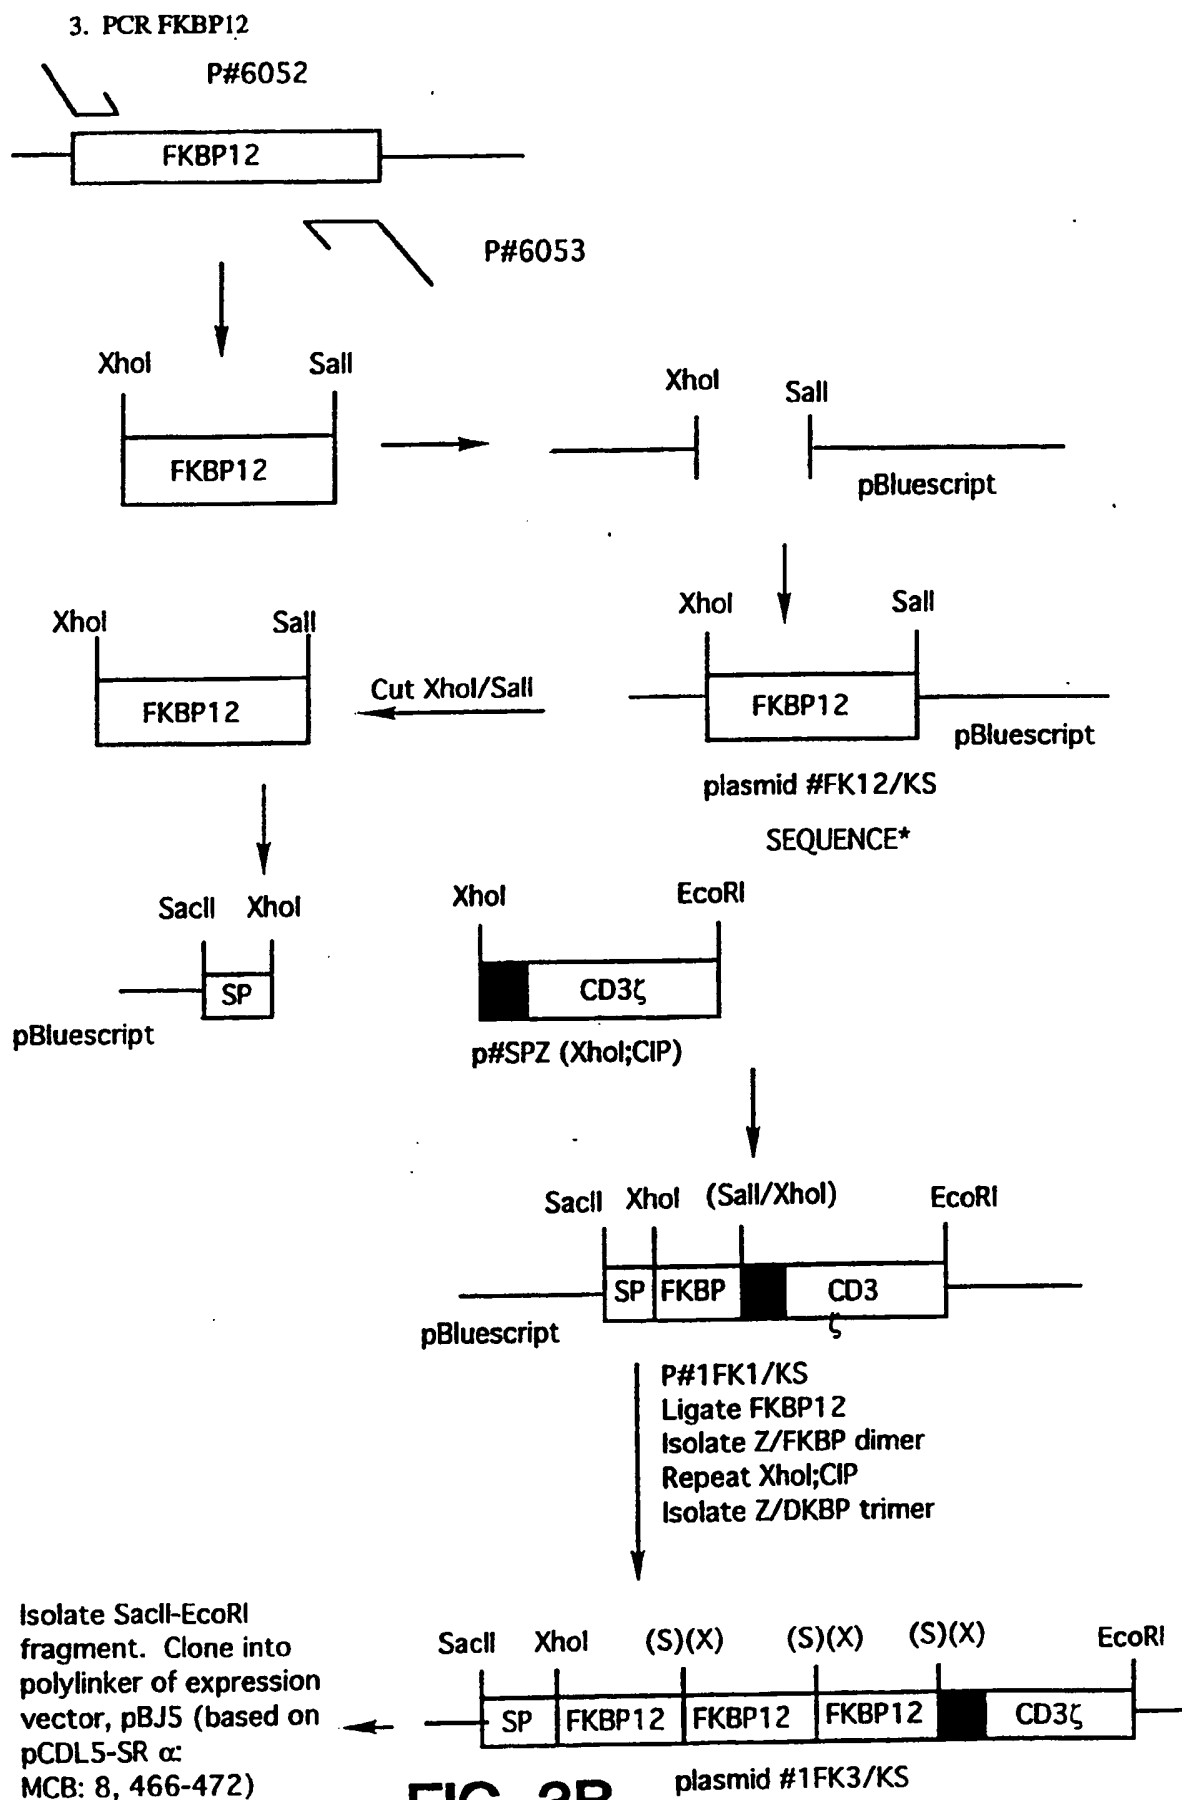 3. PCR FKBP12
P#6052
FKBP12
P#6053
XhoI SalI
FKBP12
XhoI SalI
pBluescript
XhoI SalI
FKBP12
Cut XhoI/SalI
XhoI SalI
FKBP12
pBluescript
plasmid #FK12/KS
SEQUENCE*
SacII XhoI
SP
pBluescript
XhoI EcoRI
CD3ζ
p#SPZ (XhoI;CIP)
SacII XhoI (SalI/XhoI) EcoRI
SP FKBP CD3
ζ
pBluescript
P#1FK1/KS
Ligate FKBP12
Isolate Z/FKBP dimer
Repeat XhoI;CIP
Isolate Z/DKBP trimer
Isolate SacII-EcoRI
fragment. Clone into
polylinker of expression
vector, pBJ5 (based on
pCDL5-SR α:
MCB: 8, 466-472)
SacII XhoI (S)(X) (S)(X) (S)(X) EcoRI
SP FKBP12 FKBP12 FKBP12 CD3ζ
plasmid #1FK3/KS
FIG. 3B